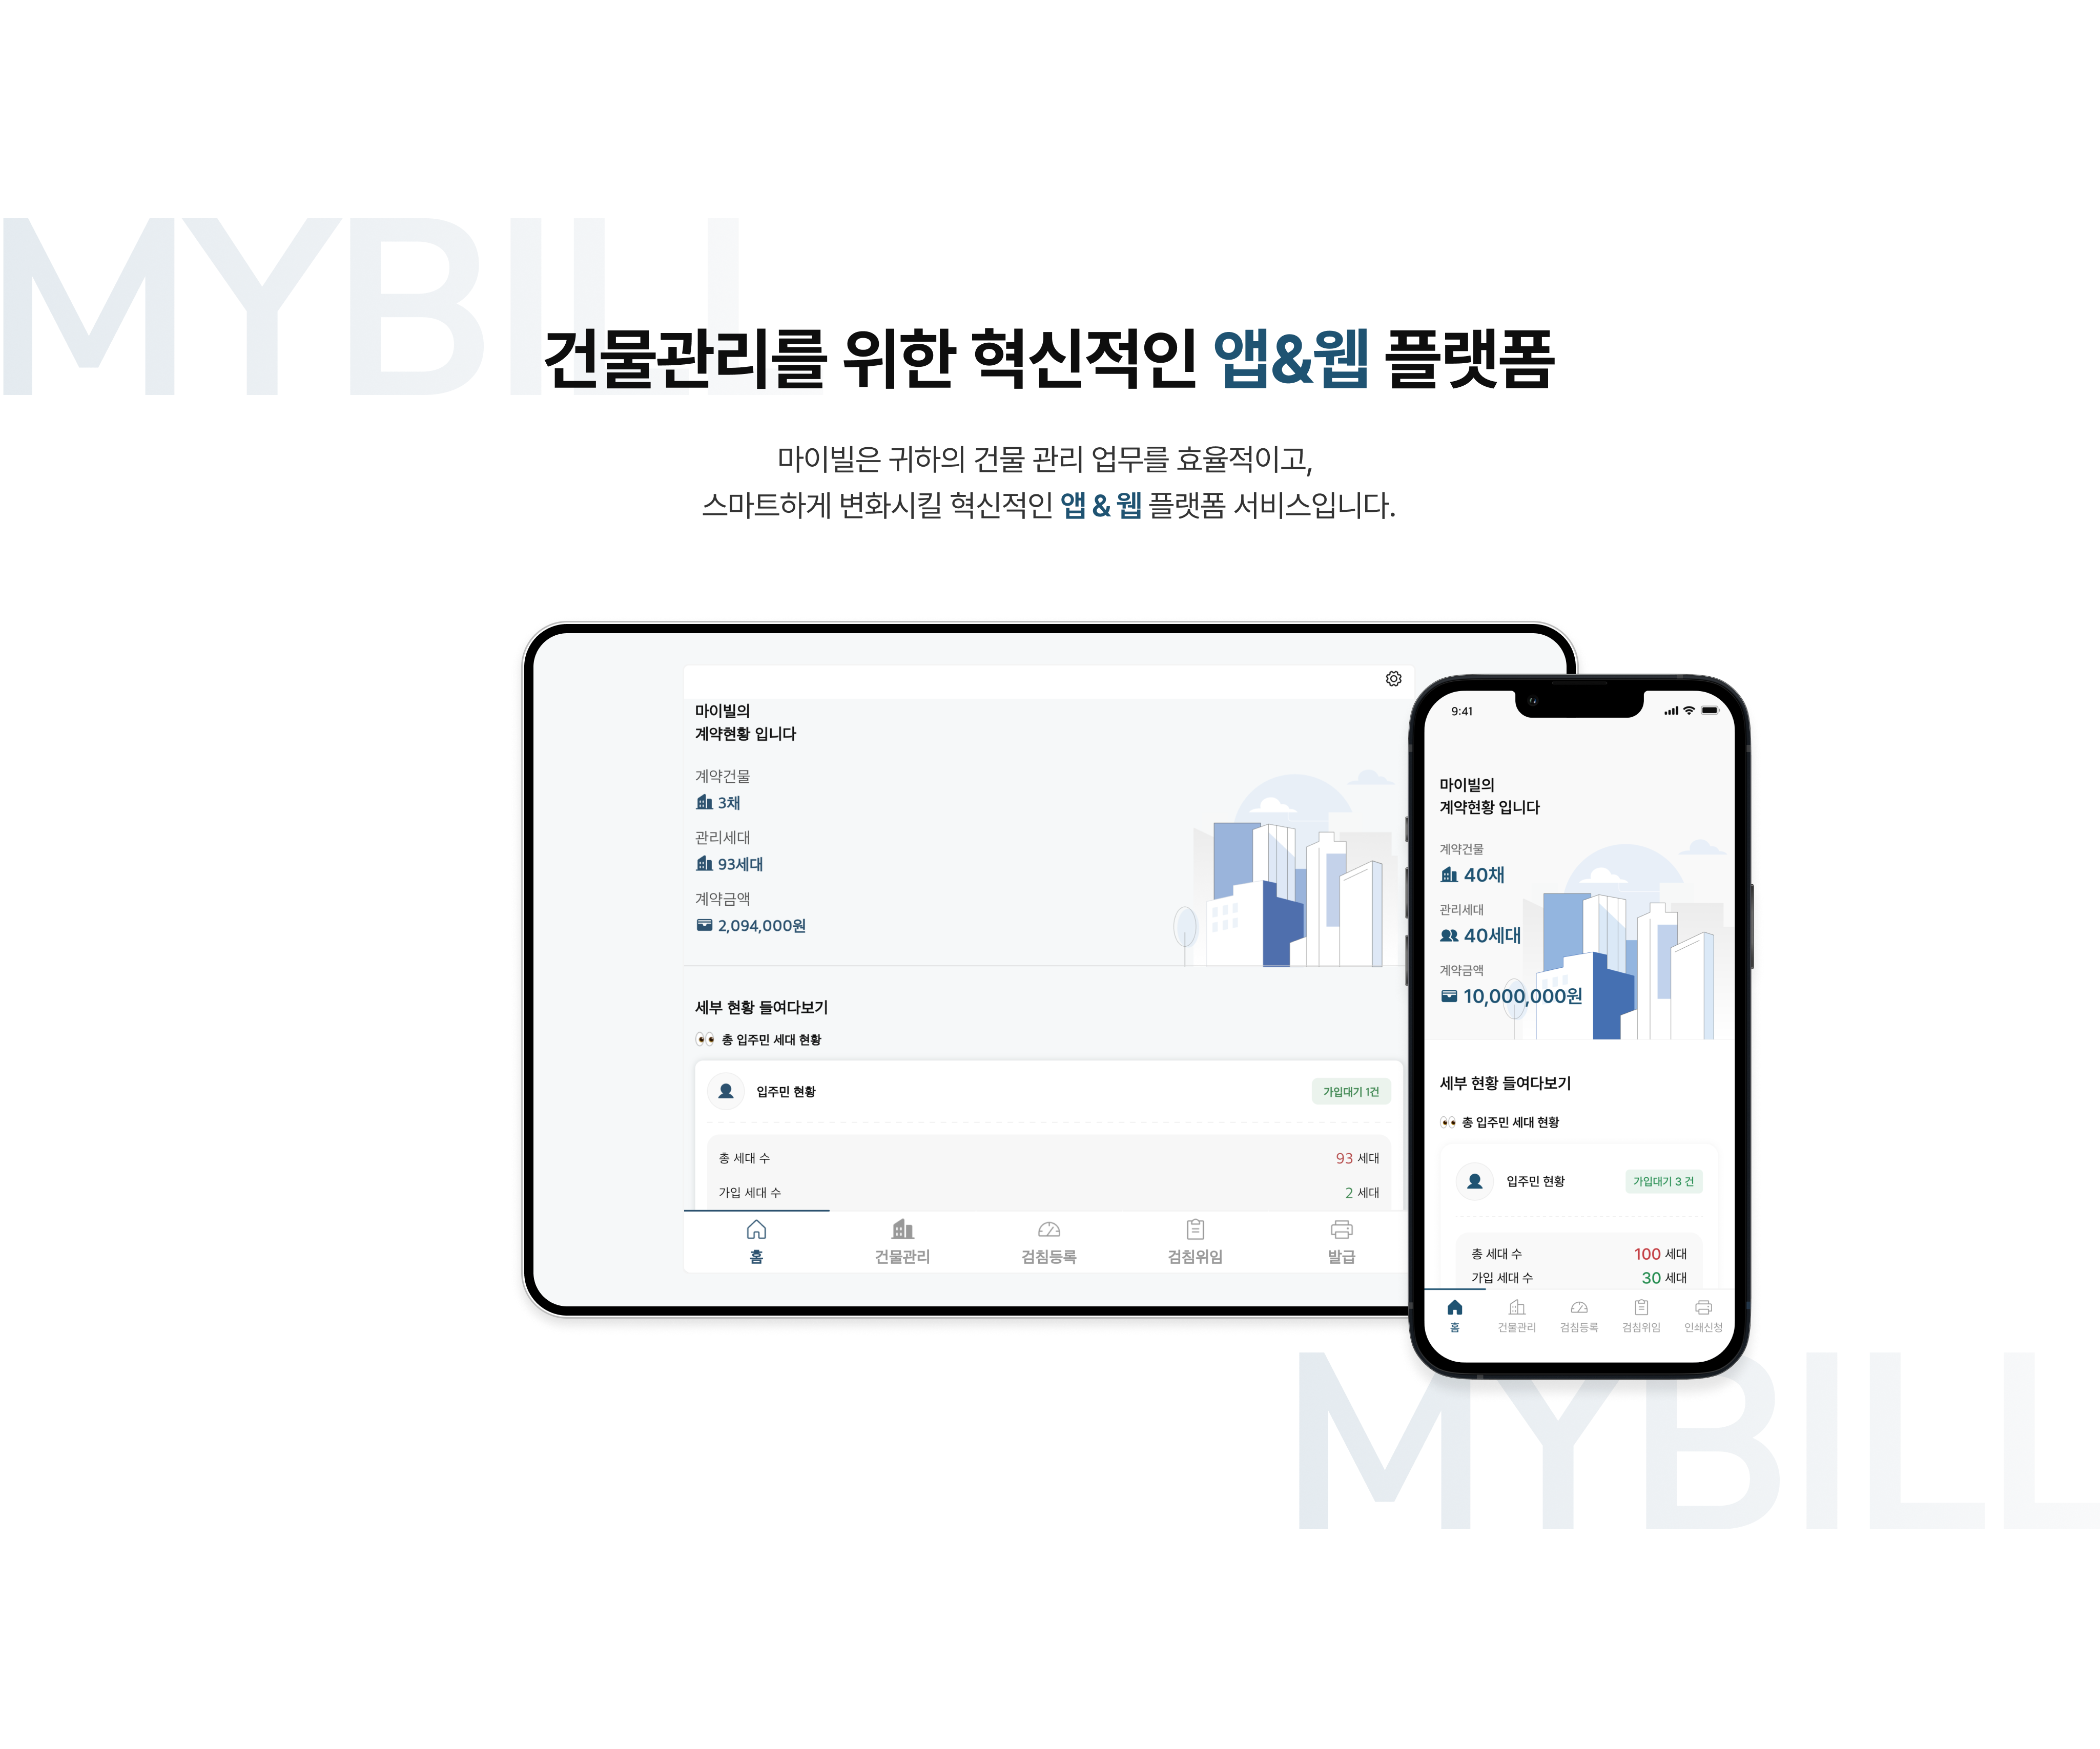 MYBILL
건물관리를 위한 혁신적인 앱&웹 플랫폼
마이빌은 귀하의 건물 관리 업무를 효율적이고,
스마트하게 변화시킬 혁신적인 앱 & 웹 플랫폼 서비스입니다.
마이빌의
계약현황 입니다
계약건물
3채
관리세대
93세대
계약금액
2,094,000원
세부 현황 들여다보기
👀 총 입주민 세대 현황
입주민 현황
가입대기 1건
총 세대 수
93 세대
가입 세대 수
2 세대
홈
건물관리
검침등록
검침위임
발급
9:41
마이빌의
계약현황 입니다
계약건물
40채
관리세대
40세대
계약금액
10,000,000원
세부 현황 들여다보기
👀 총 입주민 세대 현황
입주민 현황
가입대기 3 건
총 세대 수
100 세대
가입 세대 수
30 세대
홈
건물관리
검침등록
검침위임
인쇄신청
MYBILL